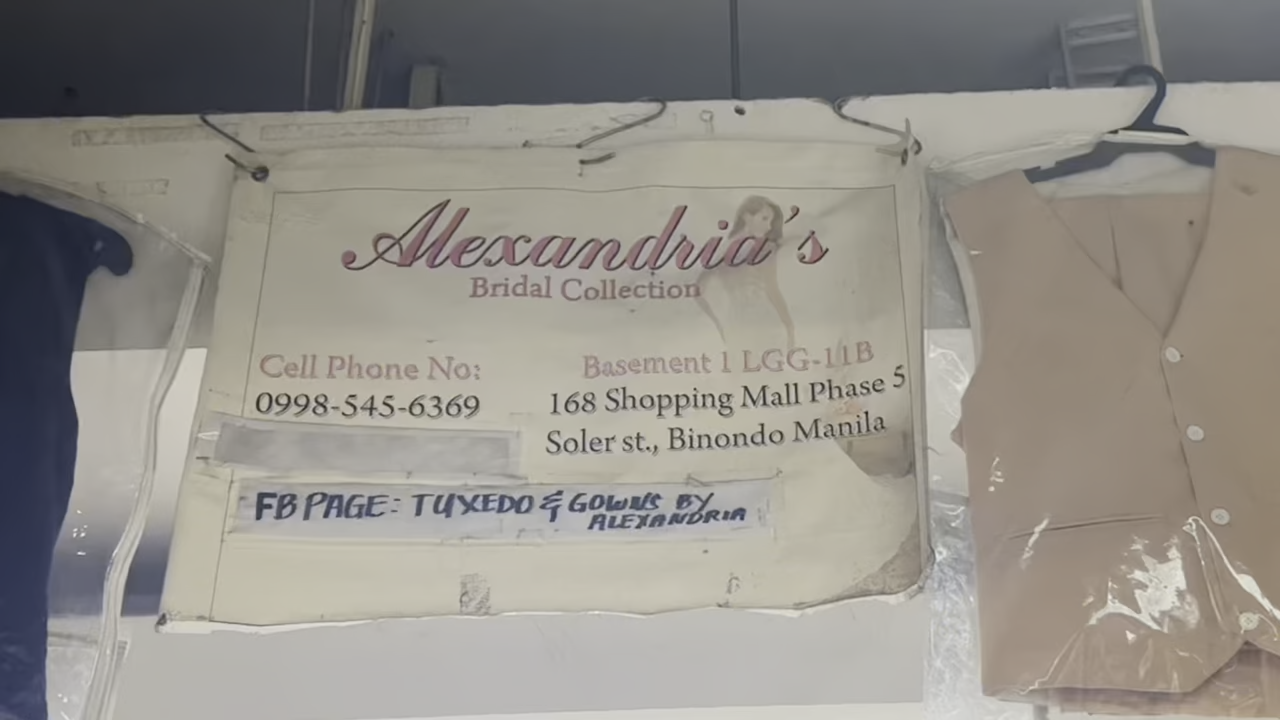 Alexandria's
Bridal Collection
Cell Phone No:
0998-545-6369
Basement 1 LGG-11B
168 Shopping Mall Phase 5
Soler st., Binondo Manila
FB PAGE: TUXEDO & GOWNS BY
ALEXANDRIA